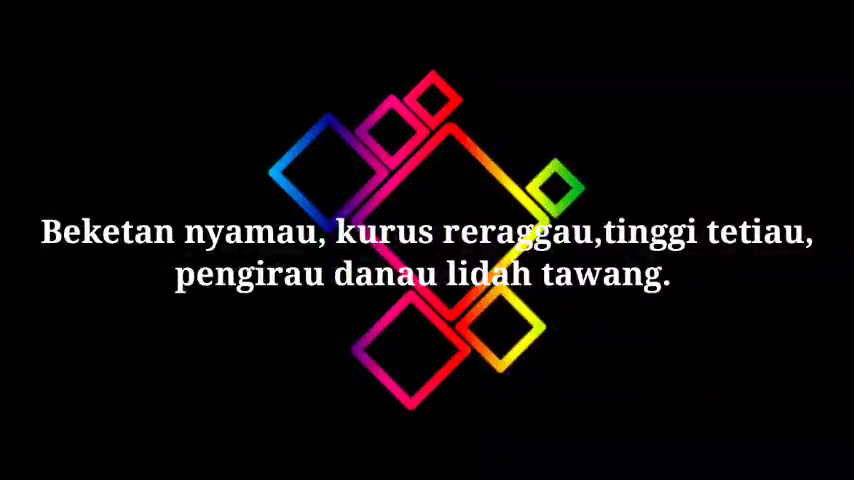 Beketan nyamau, kurus reraggau,tinggi tetiau,
pengirau danau lidah tawang.